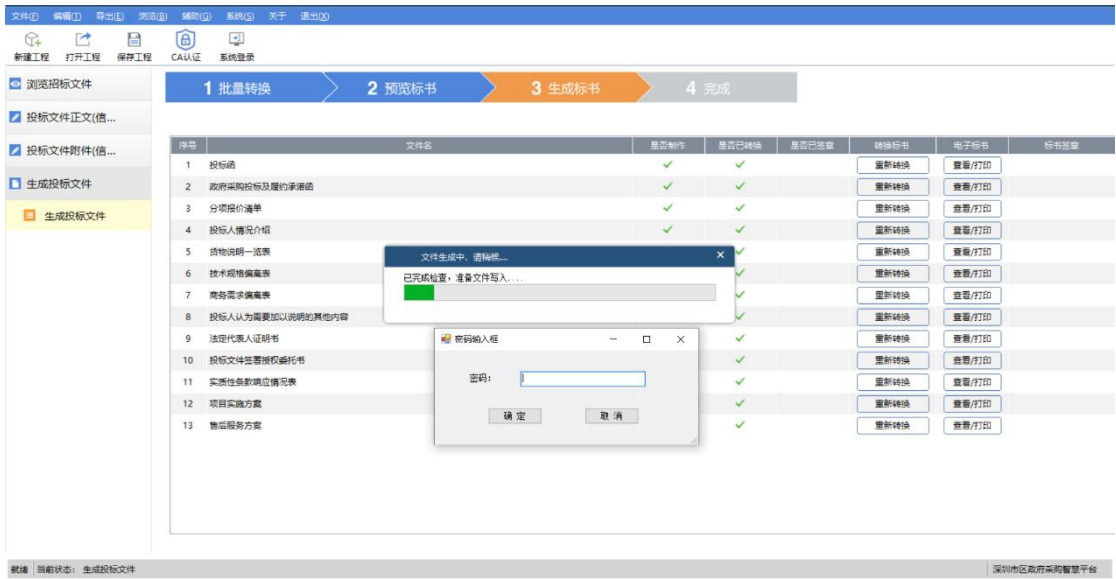 文件(F) 编辑(T) 导出(E) 浏览(B) 辅助(G) 系统(S) 关于 退出(X)
新建工程 打开工程 保存工程 CA认证 系统登录
浏览招标文件
投标文件正文(信...
投标文件附件(信...
生成投标文件
生成投标文件
1 批量转换 2 预览标书 3 生成标书 4 完成
序号 文件名 是否制作 是否已转换 是否已签章 转换标书 电子标书 标书签章
1 投标函 重新转换 查看/打印
2 政府采购投标及履约承诺函 重新转换 查看/打印
3 分项报价清单 重新转换 查看/打印
4 投标人情况介绍 重新转换 查看/打印
5 货物说明一览表 重新转换 查看/打印
6 技术规格偏离表 重新转换 查看/打印
7 商务需求偏离表 重新转换 查看/打印
8 投标人认为需要加以说明的其他内容 重新转换 查看/打印
9 法定代表人证明书 重新转换 查看/打印
10 投标文件签署授权委托书 重新转换 查看/打印
11 实质性条款响应情况表 重新转换 查看/打印
12 项目实施方案 重新转换 查看/打印
13 售后服务方案 重新转换 查看/打印
文件生成中，请稍候....
已完成检查，准备文件写入....
密码输入框
密码：
确 定 取 消
就绪 当前状态： 生成投标文件 深圳市区政府采购智慧平台